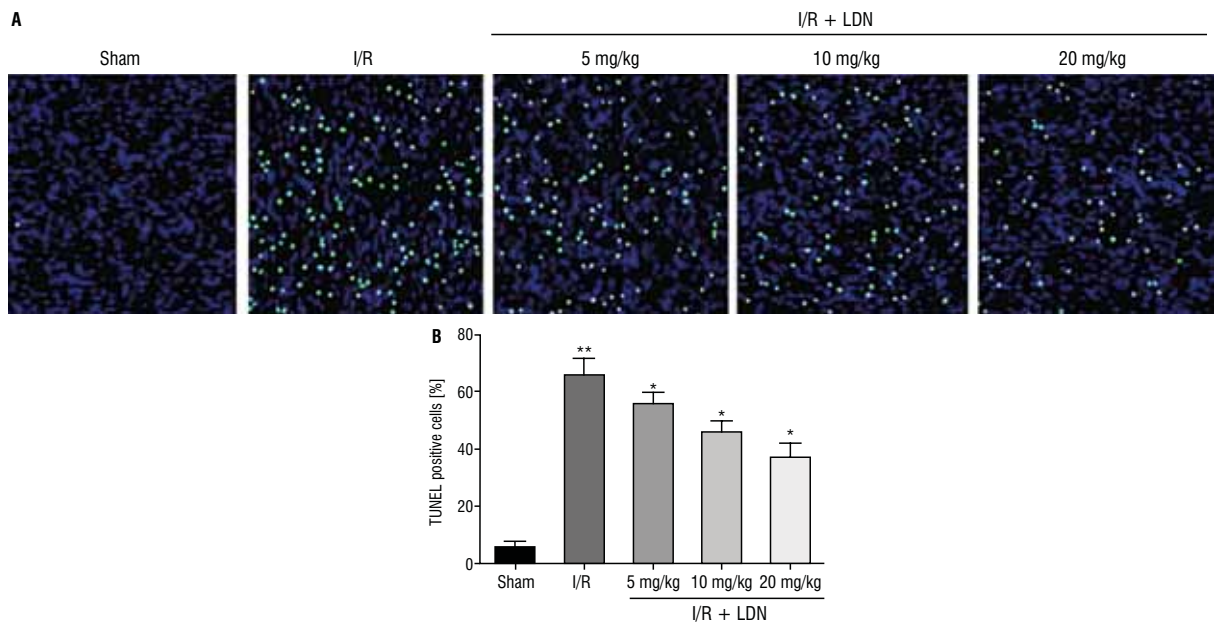 A
I/R + LDN
Sham I/R 5 mg/kg 10 mg/kg 20 mg/kg
B
TUNEL positive cells [%]
80
60
40
20
0
**
*
*
*
Sham I/R 5 mg/kg 10 mg/kg 20 mg/kg
I/R + LDN